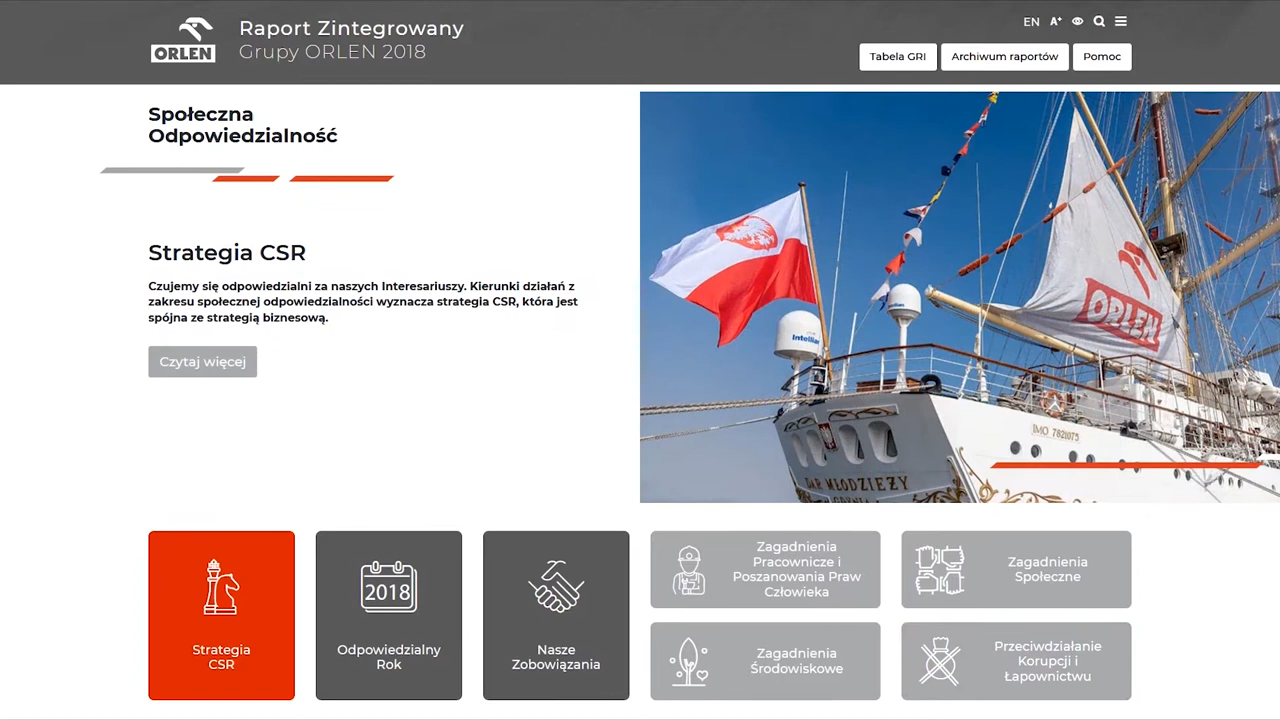 ORLEN
Raport Zintegrowany
Grupy ORLEN 2018
EN A+
Tabela GRI
Archiwum raportów
Pomoc
Społeczna
Odpowiedzialność
Strategia CSR
Czujemy się odpowiedzialni za naszych Interesariuszy. Kierunki działań z
zakresu społecznej odpowiedzialności wyznacza strategia CSR, która jest
spójna ze strategią biznesową.
Czytaj więcej
ORLEN
Intellian
IMO 7821075
DAR MŁODZIEŻY
GDYNIA
Strategia
CSR
2018
Odpowiedzialny
Rok
Nasze
Zobowiązania
Zagadnienia
Pracownicze i
Poszanowania Praw
Człowieka
Zagadnienia
Społeczne
Zagadnienia
Środowiskowe
Przeciwdziałanie
Korupcji i
Łapownictwu